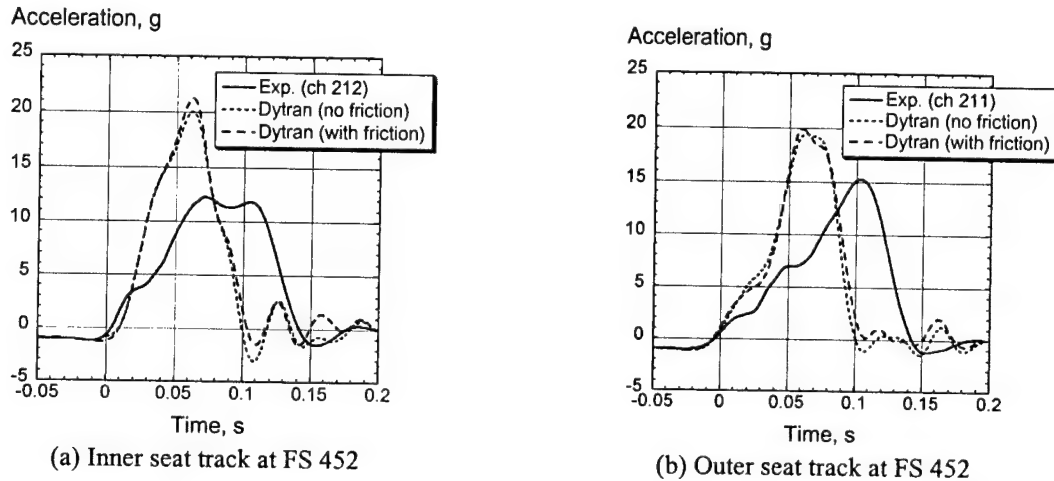 Acceleration, g
25
20
15
10
5
0
-5
-0.05
0
0.05
0.1
0.15
0.2
Exp. (ch 212)
Dytran (no friction)
Dytran (with friction)
Time, s
(a) Inner seat track at FS 452
Acceleration, g
25
20
15
10
5
0
-5
-0.05
0
0.05
0.1
0.15
0.2
Exp. (ch 211)
Dytran (no friction)
Dytran (with friction)
Time, s
(b) Outer seat track at FS 452